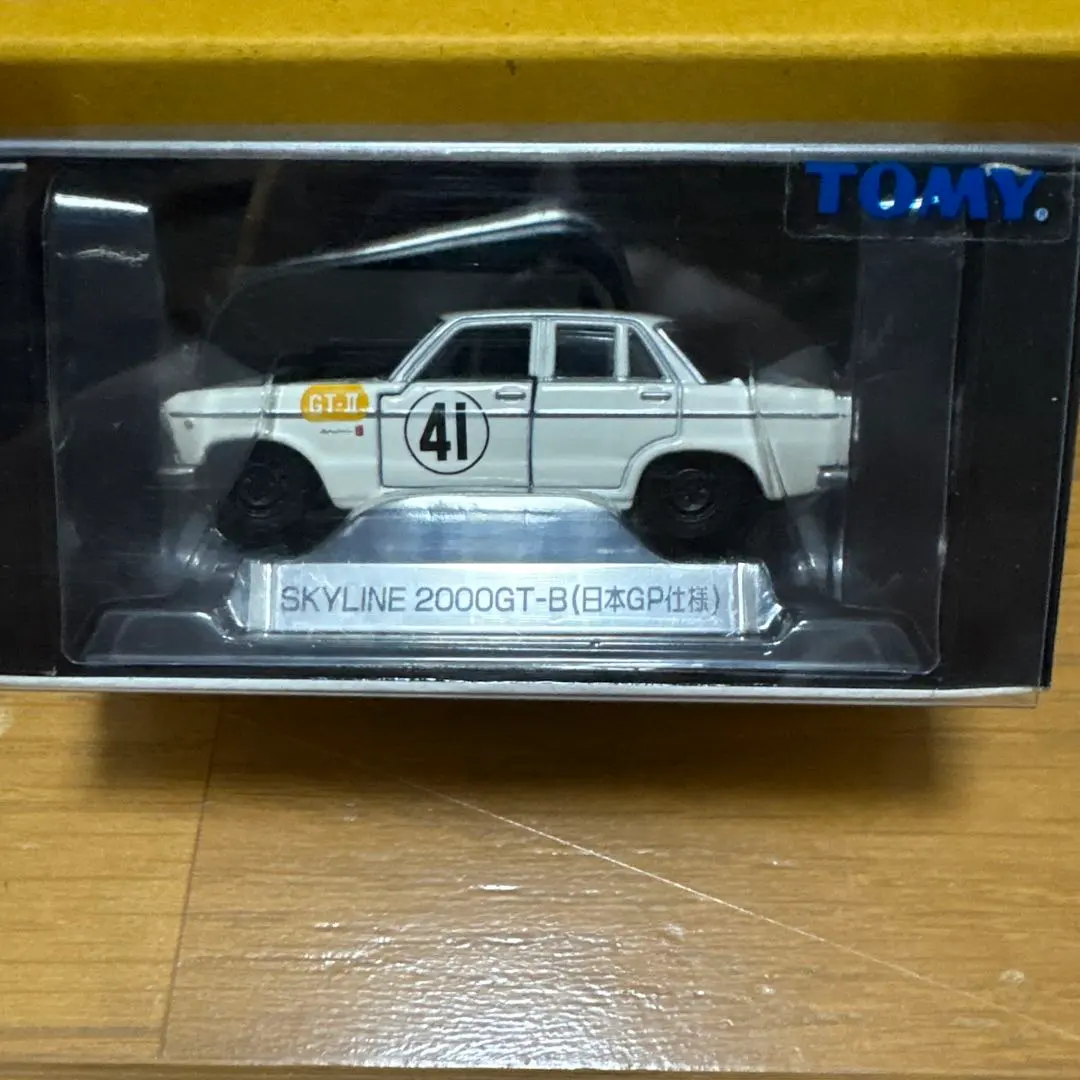 TOMY®
GT-II
41
SKYLINE 2000GT-B(日本GP仕様)